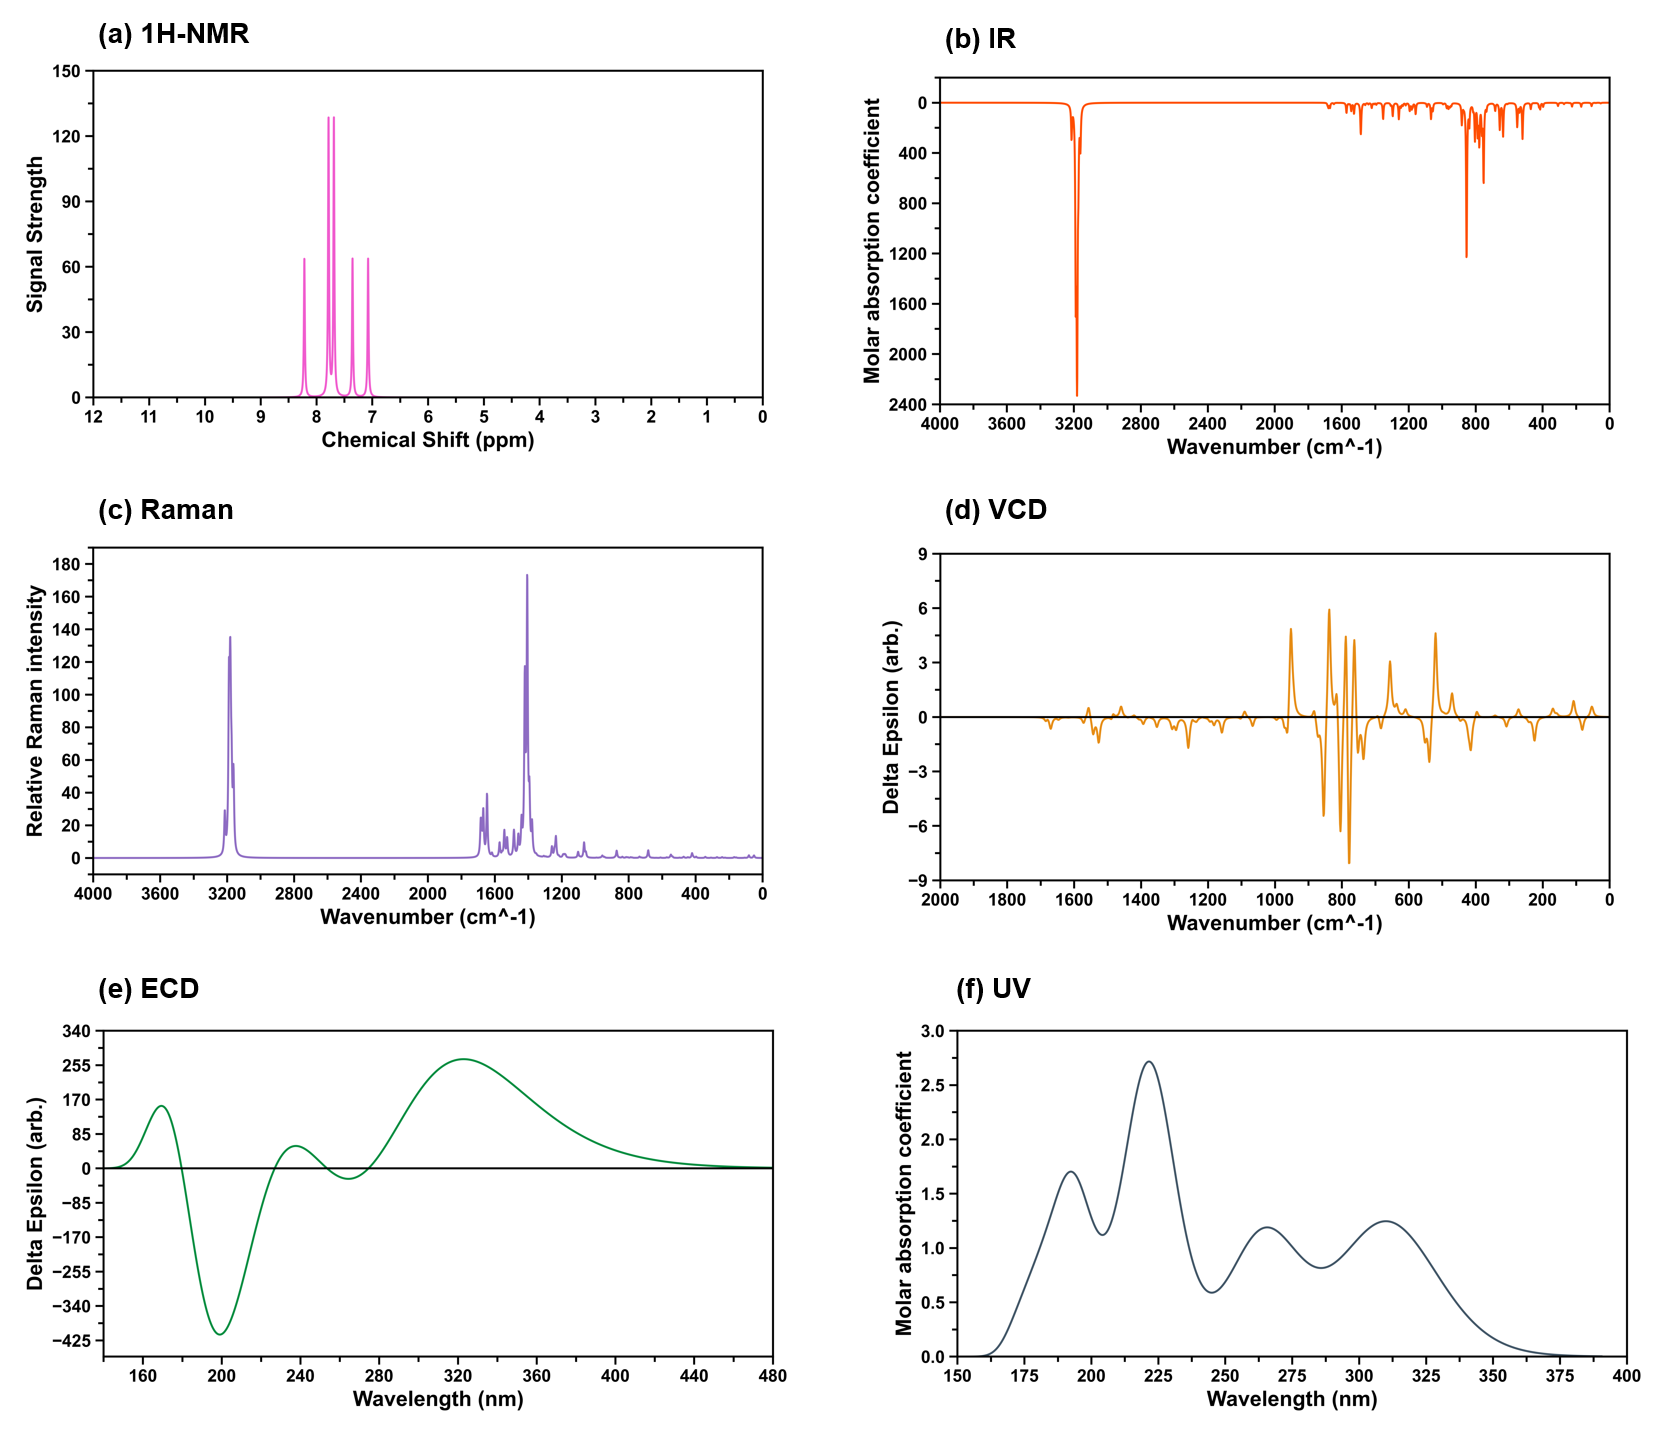 (a) 1H-NMR
150
120
90
60
30
0
Signal Strength
12 11 10 9 8 7 6 5 4 3 2 1 0
Chemical Shift (ppm)
(b) IR
0
400
800
1200
1600
2000
2400
Molar absorption coefficient
4000 3600 3200 2800 2400 2000 1600 1200 800 400 0
Wavenumber (cm^-1)
(c) Raman
180
160
140
120
100
80
60
40
20
0
Relative Raman intensity
4000 3600 3200 2800 2400 2000 1600 1200 800 400 0
Wavenumber (cm^-1)
(d) VCD
9
6
3
0
−3
−6
−9
Delta Epsilon (arb.)
2000 1800 1600 1400 1200 1000 800 600 400 200 0
Wavenumber (cm^-1)
(e) ECD
340
255
170
85
0
−85
−170
−255
−340
−425
Delta Epsilon (arb.)
160 200 240 280 320 360 400 440 480
Wavelength (nm)
(f) UV
3.0
2.5
2.0
1.5
1.0
0.5
0.0
Molar absorption coefficient
150 175 200 225 250 275 300 325 350 375 400
Wavelength (nm)